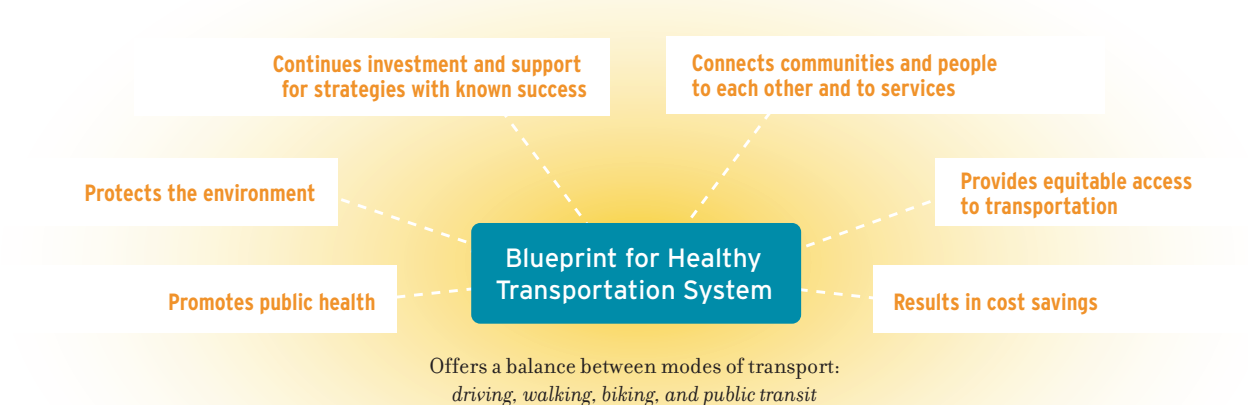 Continues investment and support
for strategies with known success
Connects communities and people
to each other and to services
Protects the environment
Provides equitable access
to transportation
Blueprint for Healthy
Transportation System
Promotes public health
Results in cost savings
Offers a balance between modes of transport:
driving, walking, biking, and public transit